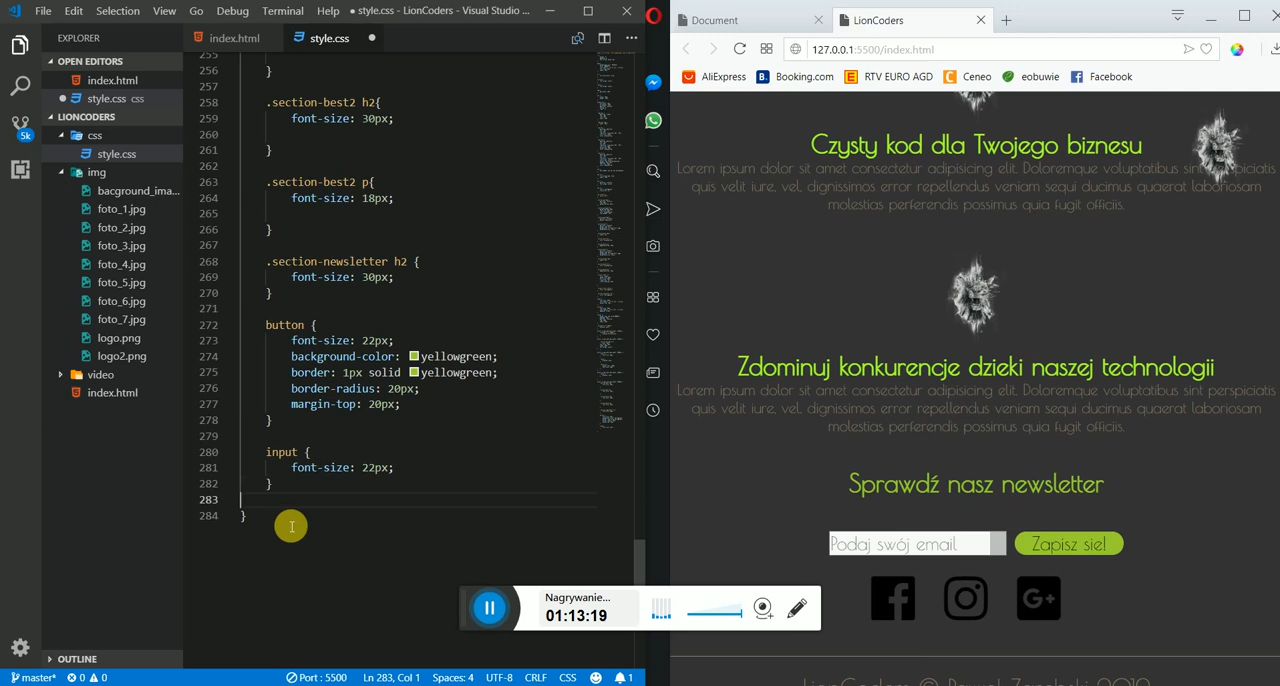 File Edit Selection View Go Debug Terminal Help • style.css - LionCoders - Visual Studio ...
EXPLORER
OPEN EDITORS
index.html
style.css css
LIONCODERS
css
style.css
img
bacground_ima...
foto_1.jpg
foto_2.jpg
foto_3.jpg
foto_4.jpg
foto_5.jpg
foto_6.jpg
foto_7.jpg
logo.png
logo2.png
video
index.html
OUTLINE
5k
index.html style.css
255
256 }
257
258 .section-best2 h2{
259 font-size: 30px;
260
261 }
262
263 .section-best2 p{
264 font-size: 18px;
265
266 }
267
268 .section-newsletter h2 {
269 font-size: 30px;
270 }
271
272 button {
273 font-size: 22px;
274 background-color: yellowgreen;
275 border: 1px solid yellowgreen;
276 border-radius: 20px;
277 margin-top: 20px;
278 }
279
280 input {
281 font-size: 22px;
282 }
283
284 }
master* 0 0 Port : 5500 Ln 283, Col 1 Spaces: 4 UTF-8 CRLF CSS 1
Document LionCoders
127.0.0.1:5500/index.html
AliExpress Booking.com RTV EURO AGD Ceneo eobuwie Facebook
Czysty kod dla Twojego biznesu
Lorem ipsum dolor sit amet consectetur adipisicing elit. Doloremque voluptatibus sint perspiciatis
quis velit iure, vel, dignissimos error repellendus veniam sequi ducimus quaerat laboriosam
molestias perferendis possimus quia fugit officiis.
Zdominuj konkurencje dzieki naszej technologii
Lorem ipsum dolor sit amet consectetur adipisicing elit. Doloremque voluptatibus sint perspiciatis
quis velit iure, vel, dignissimos error repellendus veniam sequi ducimus quaerat laboriosam
molestias perferendis possimus quia fugit officiis.
Sprawdź nasz newsletter
Podaj swój email Zapisz sie!
G+
Nagrywanie...
01:13:19